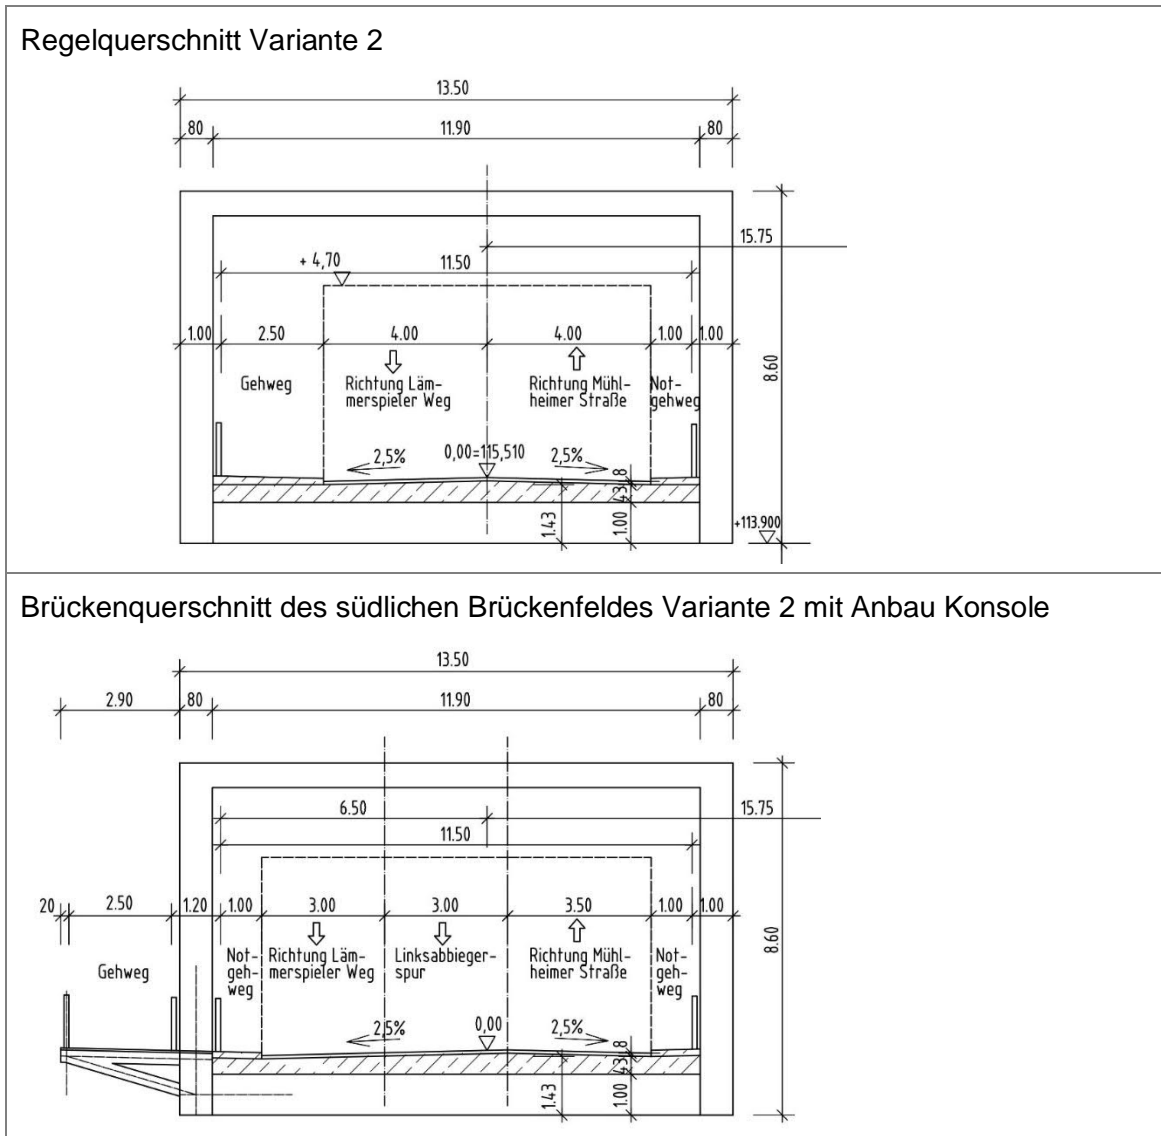 Regelquerschnitt Variante 2
13.50
80 11.90 80
15.75
+ 4,70 11.50
1.00 2.50 4.00 4.00 1.00 1.00
8.60
Gehweg Richtung Läm- Richtung Mühl- Not-
merspieler Weg heimer Straße gehweg
2,5% 0,00=115,510 2,5%
8
43
1.43 1.00 +113.900
Brückenquerschnitt des südlichen Brückenfeldes Variante 2 mit Anbau Konsole
13.50
2.90 80 11.90 80
6.50 15.75
11.50
20 2.50 1.20 1.00 3.00 3.00 3.50 1.00 1.00
8.60
Gehweg Not- Richtung Läm- Linksabbieger- Richtung Mühl- Not-
geh- merspieler Weg spur heimer Straße geh-
weg weg
2,5% 0,00 2,5%
8
43
1.43 1.00